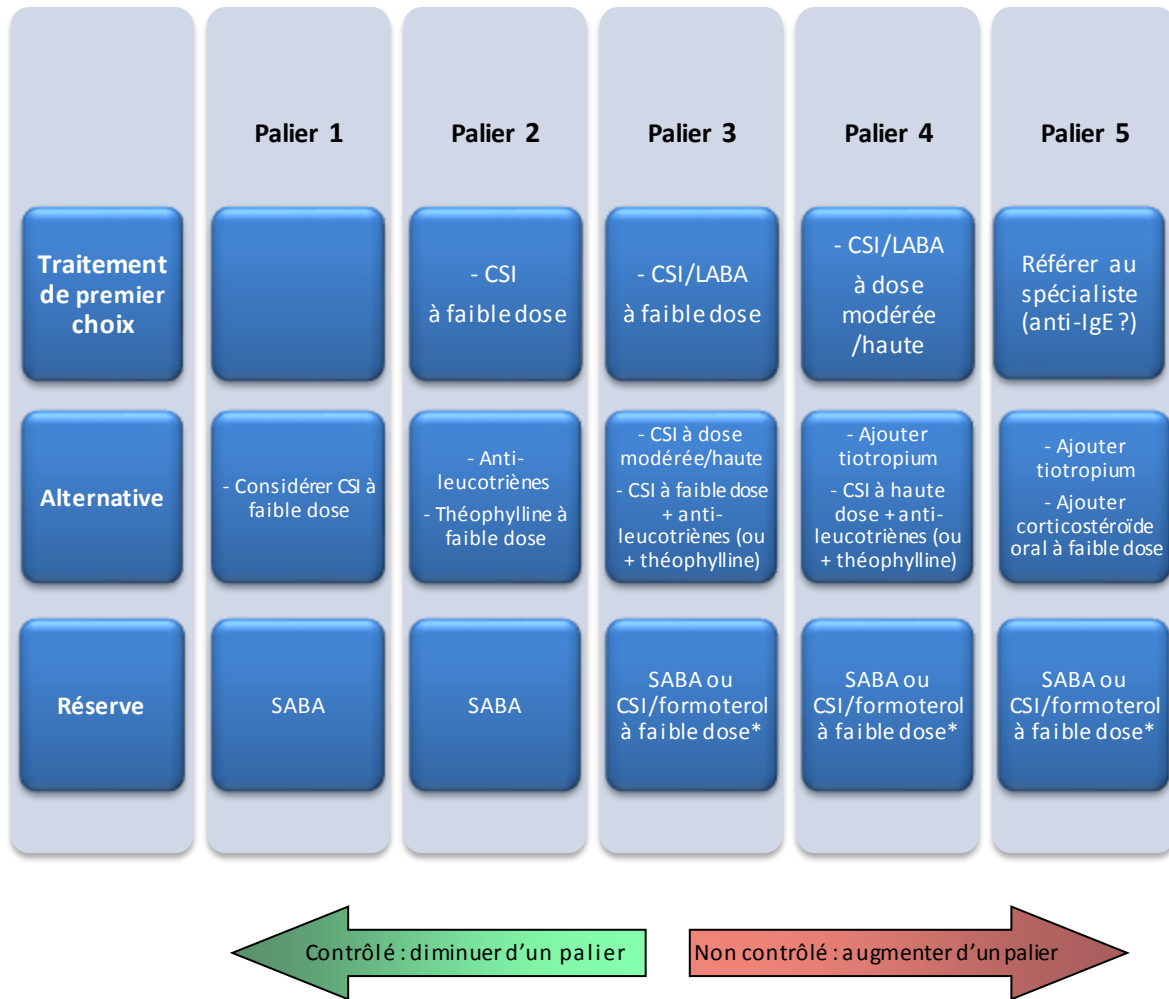 Palier 1
Palier 2
Palier 3
Palier 4
Palier 5
Traitement
de premier
choix
- CSI
à faible dose
- CSI/LABA
à faible dose
- CSI/LABA
à dose
modérée
/haute
Référer au
spécialiste
(anti-IgE ?)
Alternative
- Considérer CSI à
faible dose
- Anti-
leucotriènes
- Théophylline à
faible dose
- CSI à dose
modérée/haute
- CSI à faible dose
+ anti-
leucotriènes (ou
+ théophylline)
- Ajouter
tiotropium
- CSI à haute
dose + anti-
leucotriènes (ou
+ théophylline)
- Ajouter
tiotropium
- Ajouter
corticostéroïde
oral à faible dose
Réserve
SABA
SABA
SABA ou
CSI/formoterol
à faible dose*
SABA ou
CSI/formoterol
à faible dose*
SABA ou
CSI/formoterol
à faible dose*
Contrôlé : diminuer d'un palier
Non contrôlé : augmenter d'un palier